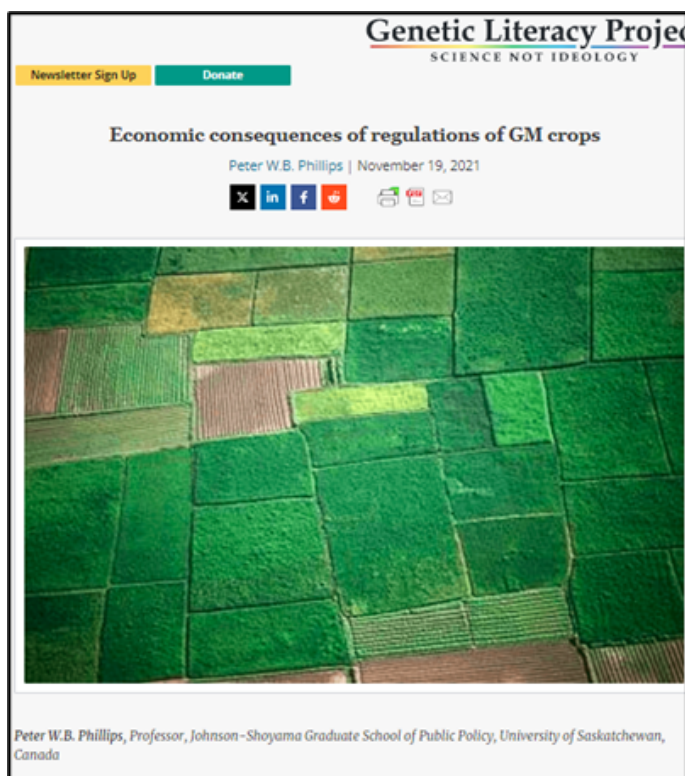 Genetic Literacy Projec
SCIENCE NOT IDEOLOGY
Newsletter Sign Up
Donate
Economic consequences of regulations of GM crops
Peter W.B. Phillips | November 19, 2021
Peter W.B. Phillips, Professor, Johnson-Shoyama Graduate School of Public Policy, University of Saskatchewan,
Canada